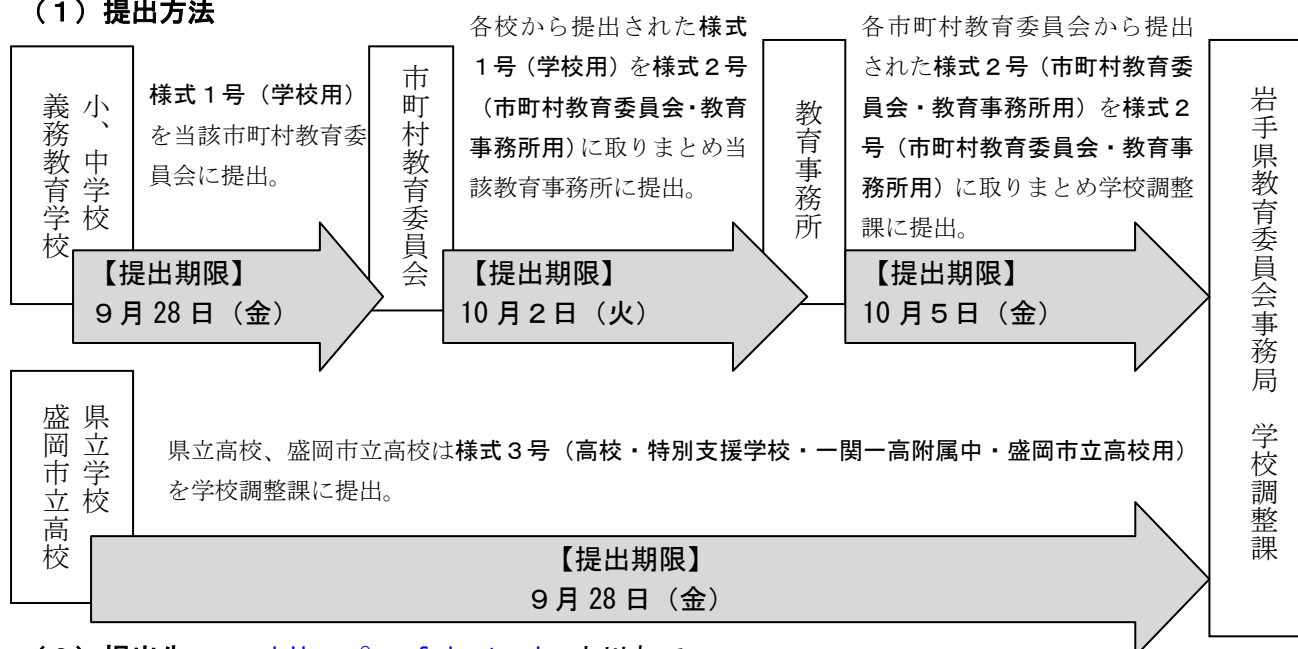 （１）提出方法
小、中学校
義務教育学校
様式１号（学校用）
を当該市町村教育委
員会に提出。
【提出期限】
９月 28 日（金）
市町村教育委員会
各校から提出された様式
１号（学校用）を様式２号
（市町村教育委員会・教育
事務所用）に取りまとめ当
該教育事務所に提出。
【提出期限】
10 月２日（火）
教育事務所
各市町村教育委員会から提出
された様式２号（市町村教育委
員会・教育事務所用）を様式２
号（市町村教育委員会・教育事
務所用）に取りまとめ学校調整
課に提出。
【提出期限】
10 月５日（金）
岩手県教育委員会事務局　学校調整課
県立学校
盛岡市立高校
県立高校、盛岡市立高校は様式３号（高校・特別支援学校・一関一高附属中・盛岡市立高校用）
を学校調整課に提出。
【提出期限】
９月 28 日（金）